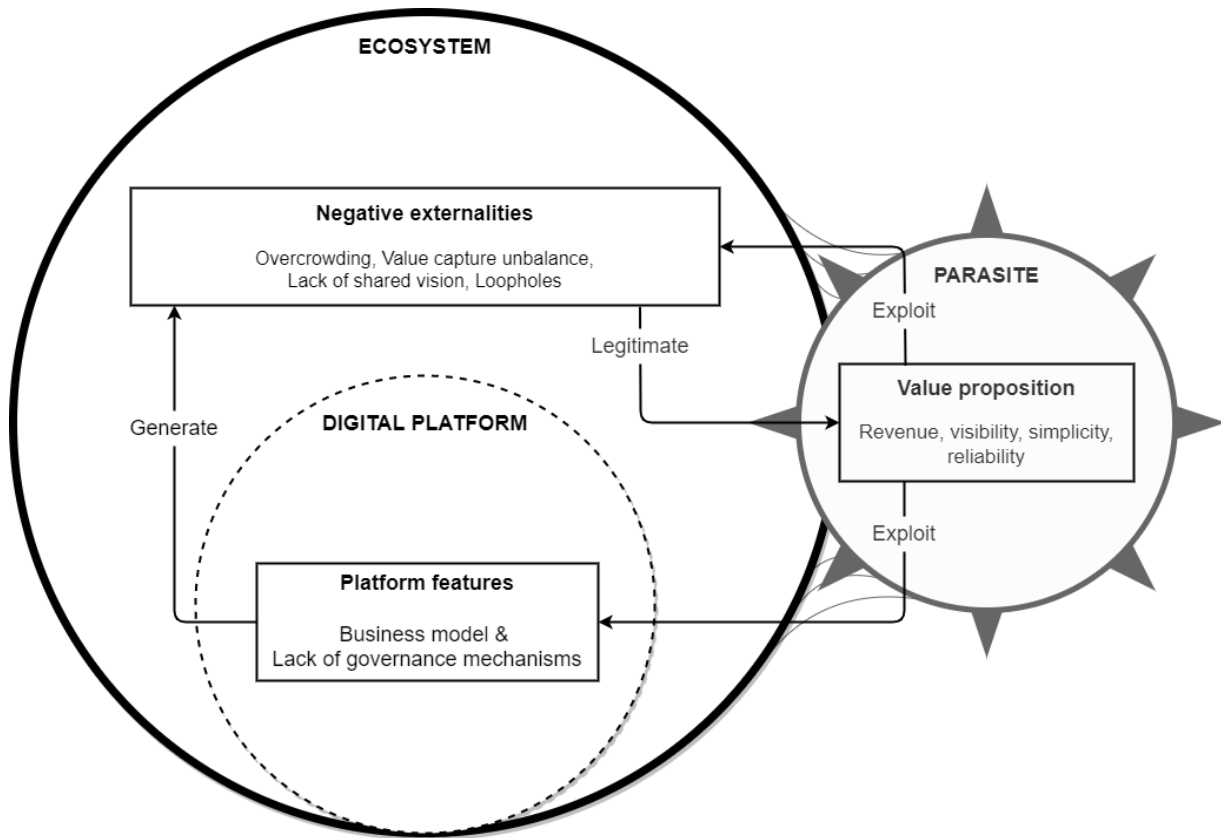 ECOSYSTEM
Negative externalities
Overcrowding, Value capture unbalance,
Lack of shared vision, Loopholes
PARASITE
Exploit
Legitimate
Value proposition
Revenue, visibility, simplicity,
reliability
Generate
DIGITAL PLATFORM
Exploit
Platform features
Business model &
Lack of governance mechanisms